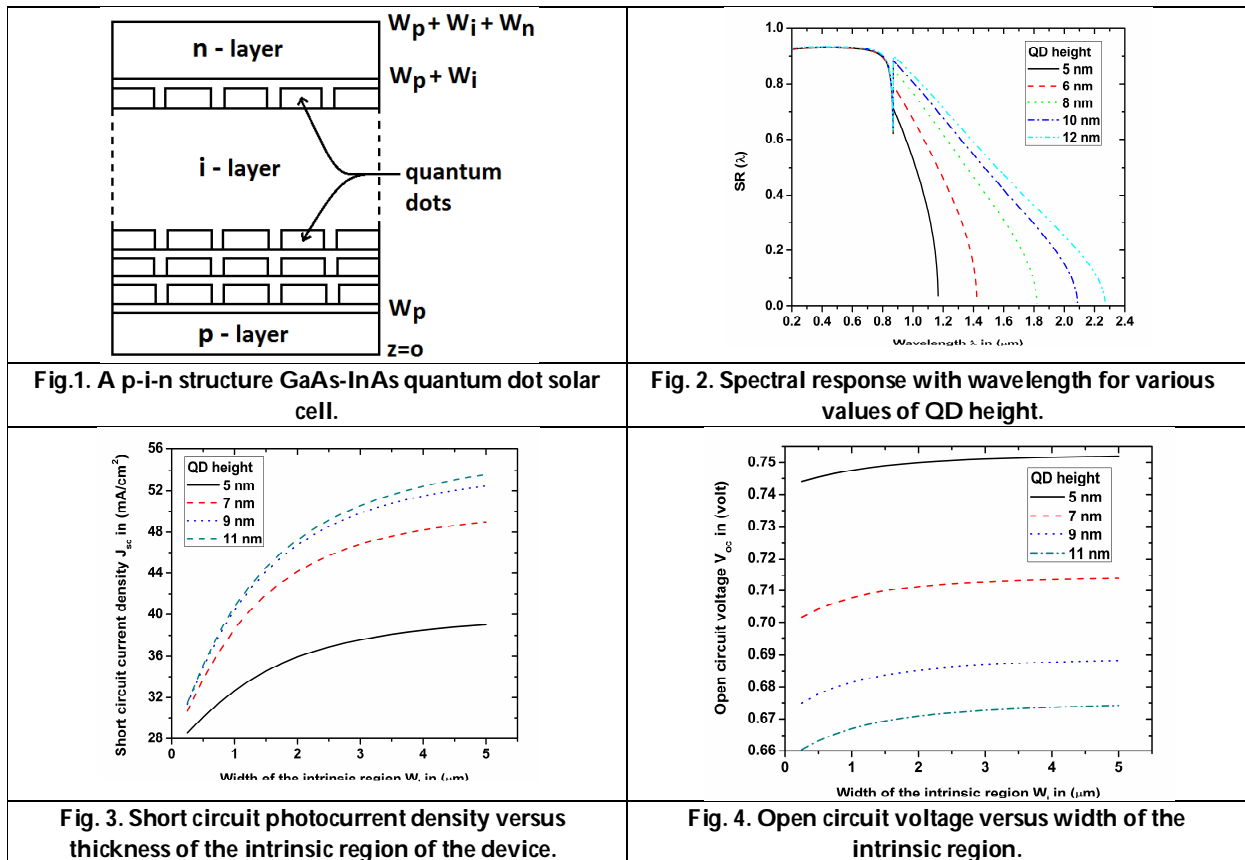 n - layer
Wp + Wi + Wn
Wp + Wi
i - layer
quantum
dots
Wp
p - layer
z=o
Fig.1. A p-i-n structure GaAs-InAs quantum dot solar
cell.
SR (λ)
1.0
0.8
0.6
0.4
0.2
0.0
QD height
5 nm
6 nm
8 nm
10 nm
12 nm
0.2 0.4 0.6 0.8 1.0 1.2 1.4 1.6 1.8 2.0 2.2 2.4
Wavelength λ in (μm)
Fig. 2. Spectral response with wavelength for various
values of QD height.
Short circuit current density Jsc in (mA/cm²)
56
52
48
44
40
36
32
28
QD height
5 nm
7 nm
9 nm
11 nm
0 1 2 3 4 5
Width of the intrinsic region Wi in (μm)
Fig. 3. Short circuit photocurrent density versus
thickness of the intrinsic region of the device.
Open circuit voltage VOC in (volt)
0.75
0.74
0.73
0.72
0.71
0.70
0.69
0.68
0.67
0.66
QD height
5 nm
7 nm
9 nm
11 nm
0 1 2 3 4 5
Width of the intrinsic region Wi in (μm)
Fig. 4. Open circuit voltage versus width of the
intrinsic region.